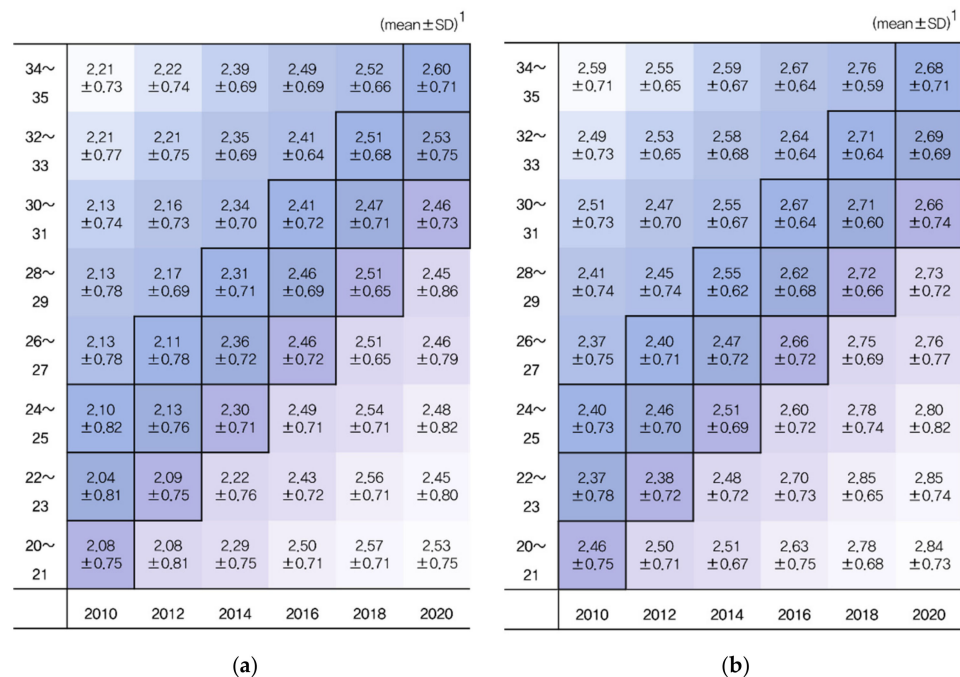 (mean±SD)1
34~ 2.21 2.22 2.39 2.49 2.52 2.60
±0.73 ±0.74 ±0.69 ±0.69 ±0.66 ±0.71
35
32~ 2.21 2.21 2.35 2.41 2.51 2.53
±0.77 ±0.75 ±0.69 ±0.64 ±0.68 ±0.75
33
30~ 2.13 2.16 2.34 2.41 2.47 2.46
±0.74 ±0.73 ±0.70 ±0.72 ±0.71 ±0.73
31
28~ 2.13 2.17 2.31 2.46 2.51 2.45
±0.78 ±0.69 ±0.71 ±0.69 ±0.65 ±0.86
29
26~ 2.13 2.11 2.36 2.46 2.51 2.46
±0.78 ±0.78 ±0.72 ±0.72 ±0.65 ±0.79
27
24~ 2.10 2.13 2.30 2.49 2.54 2.48
±0.82 ±0.76 ±0.71 ±0.71 ±0.71 ±0.82
25
22~ 2.04 2.09 2.22 2.43 2.56 2.45
±0.81 ±0.75 ±0.76 ±0.72 ±0.71 ±0.80
23
20~ 2.08 2.08 2.29 2.50 2.57 2.53
±0.75 ±0.81 ±0.75 ±0.71 ±0.71 ±0.75
21
2010 2012 2014 2016 2018 2020
(a)
(mean±SD)1
34~ 2.59 2.55 2.59 2.67 2.76 2.68
±0.71 ±0.65 ±0.67 ±0.64 ±0.59 ±0.71
35
32~ 2.49 2.53 2.58 2.64 2.71 2.69
±0.73 ±0.65 ±0.68 ±0.64 ±0.64 ±0.69
33
30~ 2.51 2.47 2.55 2.67 2.71 2.66
±0.73 ±0.70 ±0.67 ±0.64 ±0.60 ±0.74
31
28~ 2.41 2.45 2.55 2.62 2.72 2.73
±0.74 ±0.74 ±0.62 ±0.68 ±0.66 ±0.72
29
26~ 2.37 2.40 2.47 2.66 2.75 2.76
±0.75 ±0.71 ±0.72 ±0.72 ±0.69 ±0.77
27
24~ 2.40 2.46 2.51 2.60 2.78 2.80
±0.73 ±0.70 ±0.69 ±0.72 ±0.74 ±0.82
25
22~ 2.37 2.38 2.48 2.70 2.85 2.85
±0.78 ±0.72 ±0.72 ±0.73 ±0.65 ±0.74
23
20~ 2.46 2.50 2.51 2.63 2.78 2.84
±0.75 ±0.71 ±0.67 ±0.75 ±0.68 ±0.73
21
2010 2012 2014 2016 2018 2020
(b)